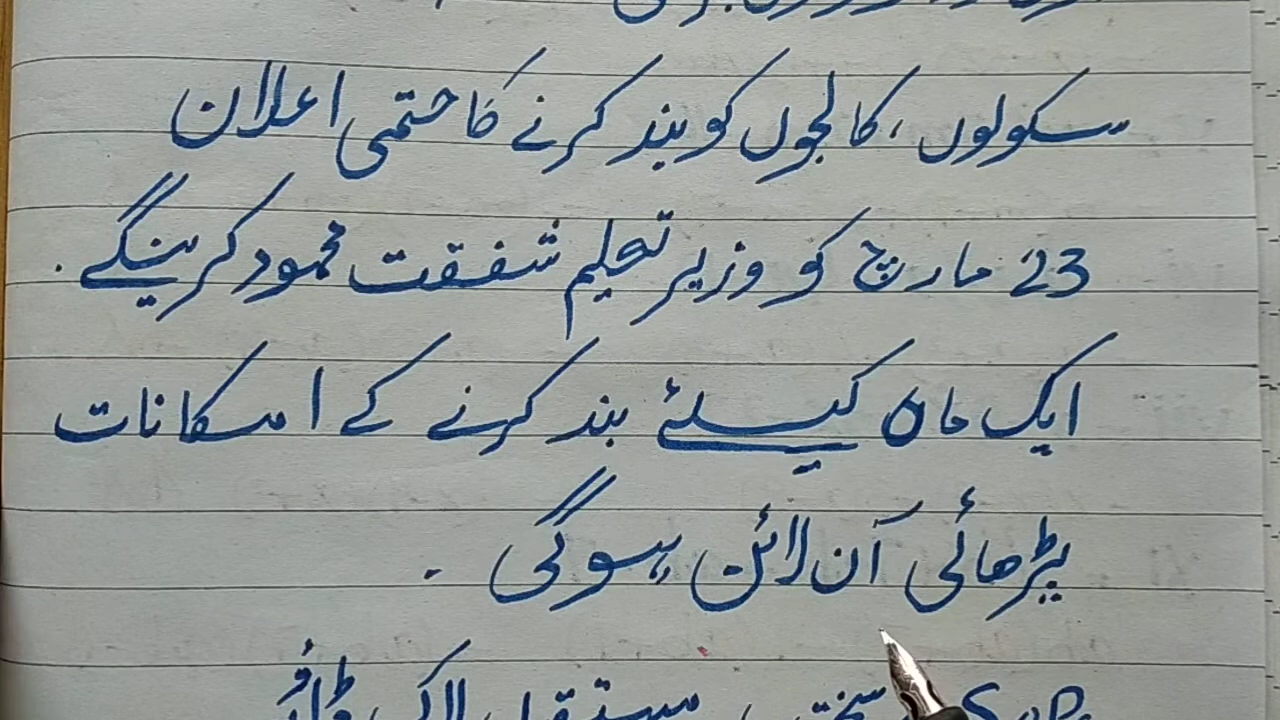 سکولوں، کالجوں کو بند کرنے کا حتمی اعلان
23 مارچ کو وزیر تعلیم شفقت محمود کرینگے.
ایک ماہ کیلئے بند کرنے کے امکانات
پڑھائی آن لائن ہوگی.